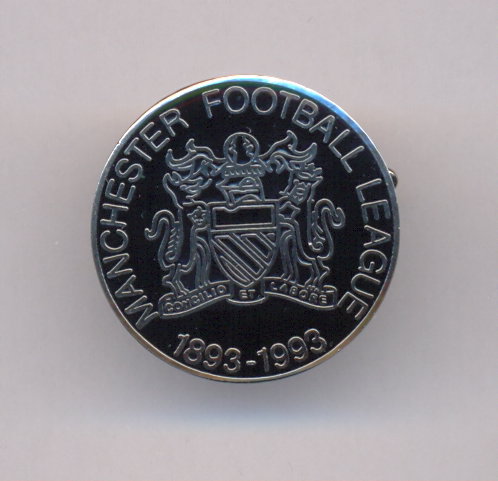 MANCHESTER FOOTBALL LEAGUE
CONCILIO ET LABORE
1893-1993